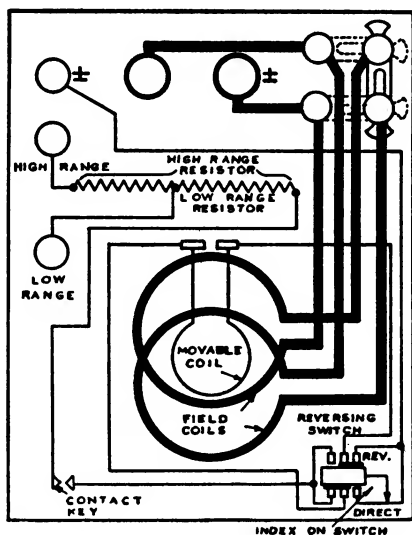 ±
±
HIGH RANGE
HIGH RANGE
RESISTOR
LOW RANGE
RESISTOR
LOW
RANGE
MOVABLE
COIL
FIELD
COILS
REVERSING
SWITCH
REV.
CONTACT
KEY
DIRECT
INDEX ON SWITCH